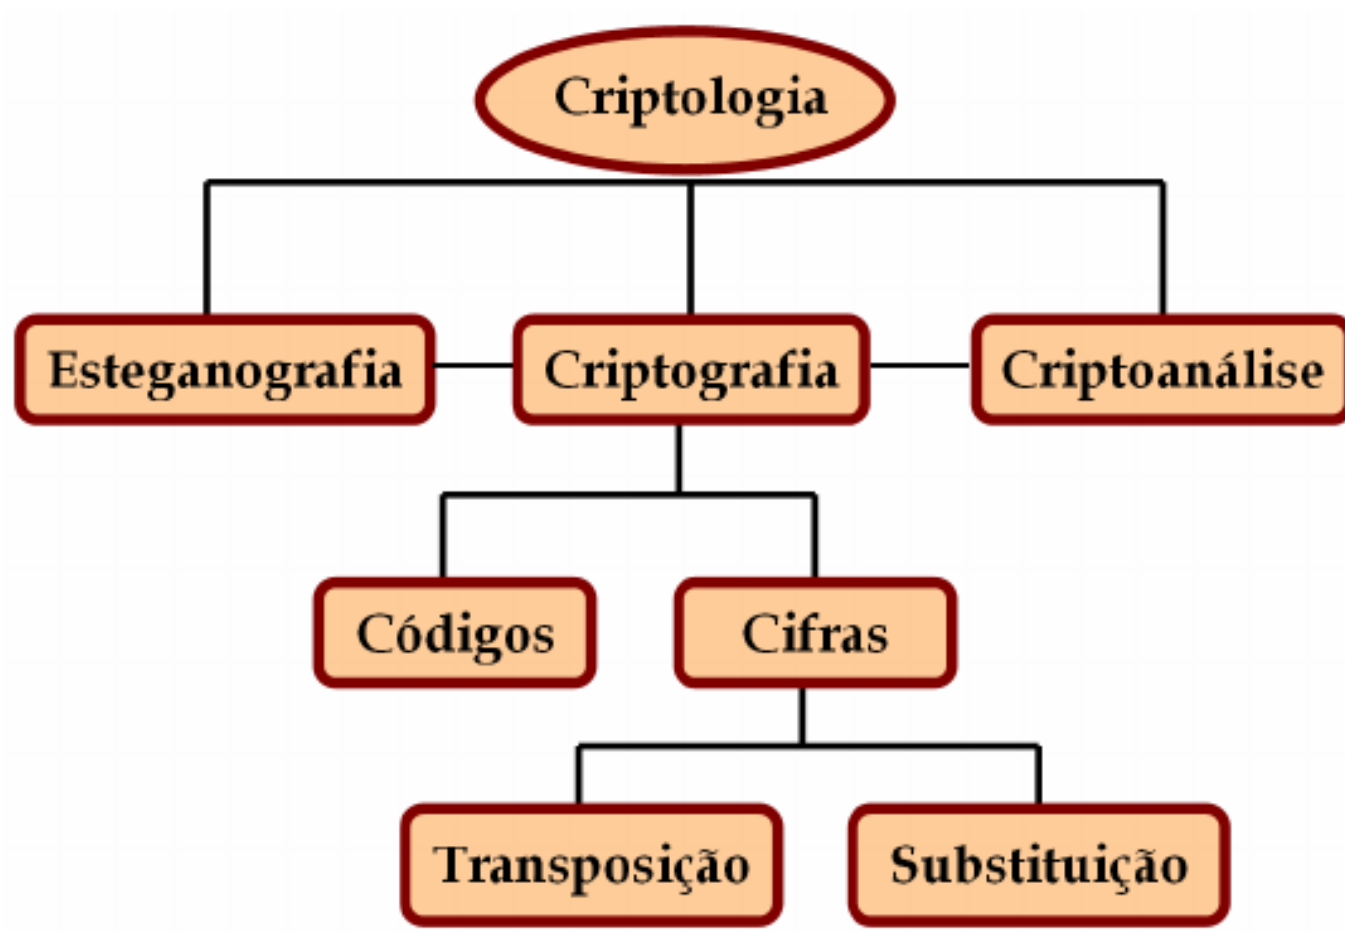 Criptologia
Esteganografia
Criptografia
Criptoanálise
Códigos
Cifras
Transposição
Substituição